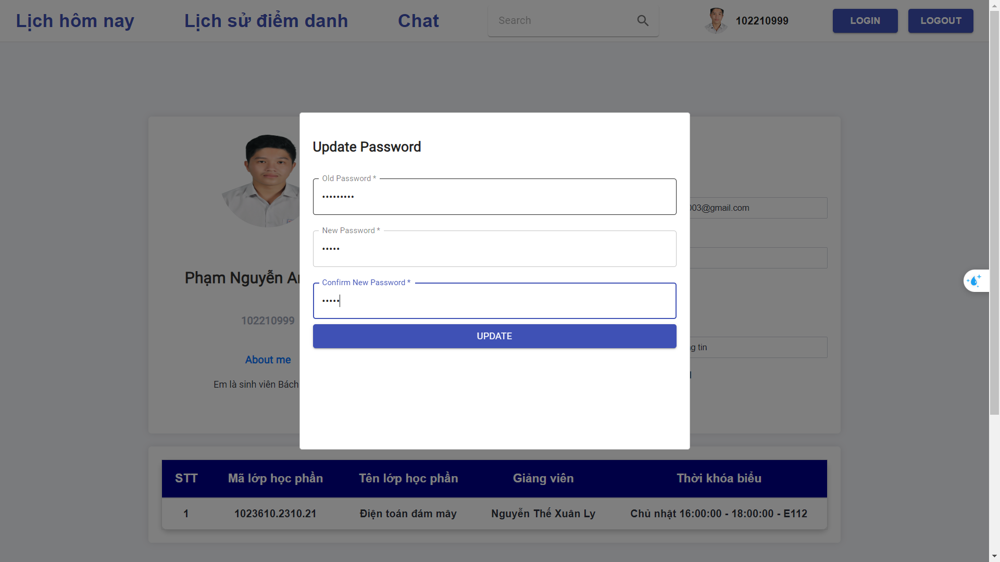 Lịch hôm nay
Lịch sử điểm danh
Chat
Search
102210999
LOGIN
LOGOUT
Update Password
Old Password *
•••••••••
New Password *
•••••
Confirm New Password *
•••••
UPDATE
Phạm Nguyễn
102210999
About me
Em là sinh viên Bách
003@gmail.com
tin
STT Mã lớp học phần Tên lớp học phần Giảng viên Thời khóa biểu
1 1023610.2310.21 Điện toán đám mây Nguyễn Thế Xuân Ly Chủ nhật 16:00:00 - 18:00:00 - E112